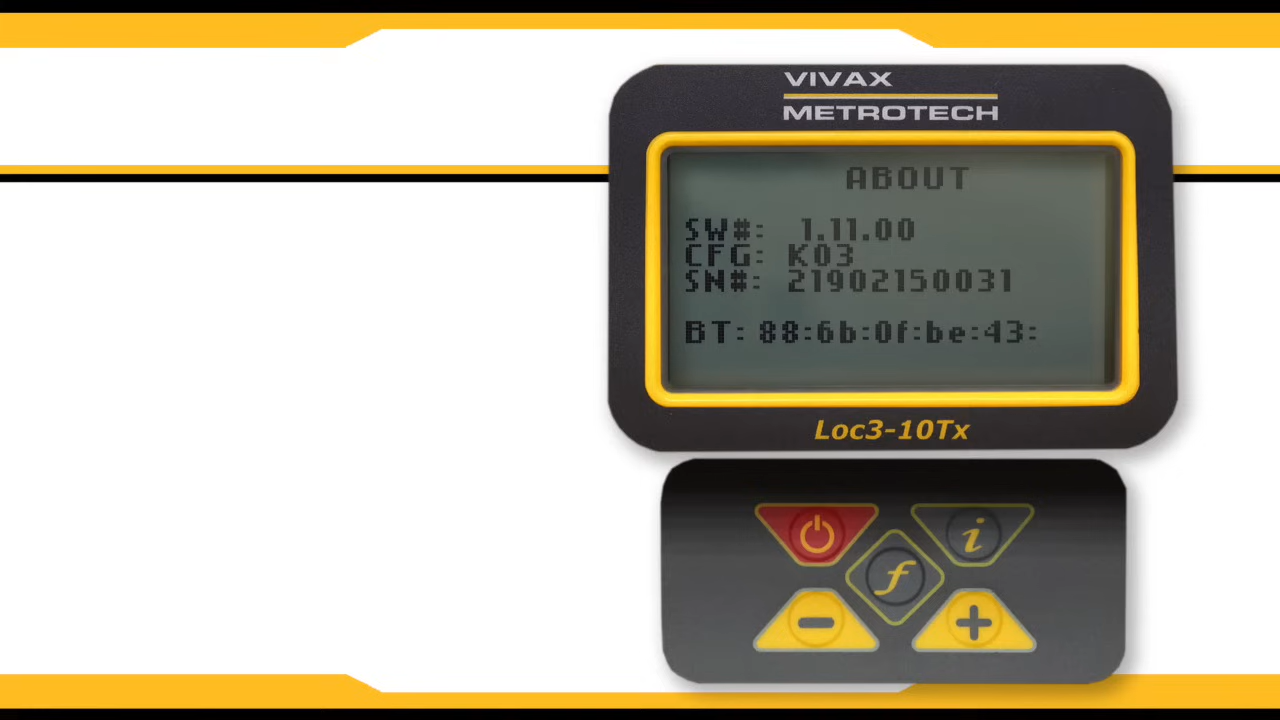 VIVAX
METROTECH
ABOUT
SW#: 1.11.00
CFG: K03
SN#: 21902150031
BT: 88:6b:0f:be:43:
Loc3-10Tx
i
f